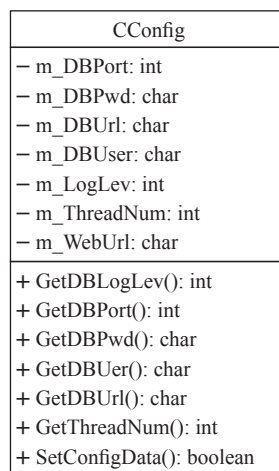 CConfig
− m_DBPort: int
− m_DBPwd: char
− m_DBUrl: char
− m_DBUser: char
− m_LogLev: int
− m_ThreadNum: int
− m_WebUrl: char
+ GetDBLogLev(): int
+ GetDBPort(): int
+ GetDBPwd(): char
+ GetDBUer(): char
+ GetDBUrl(): char
+ GetThreadNum(): int
+ SetConfigData(): boolean